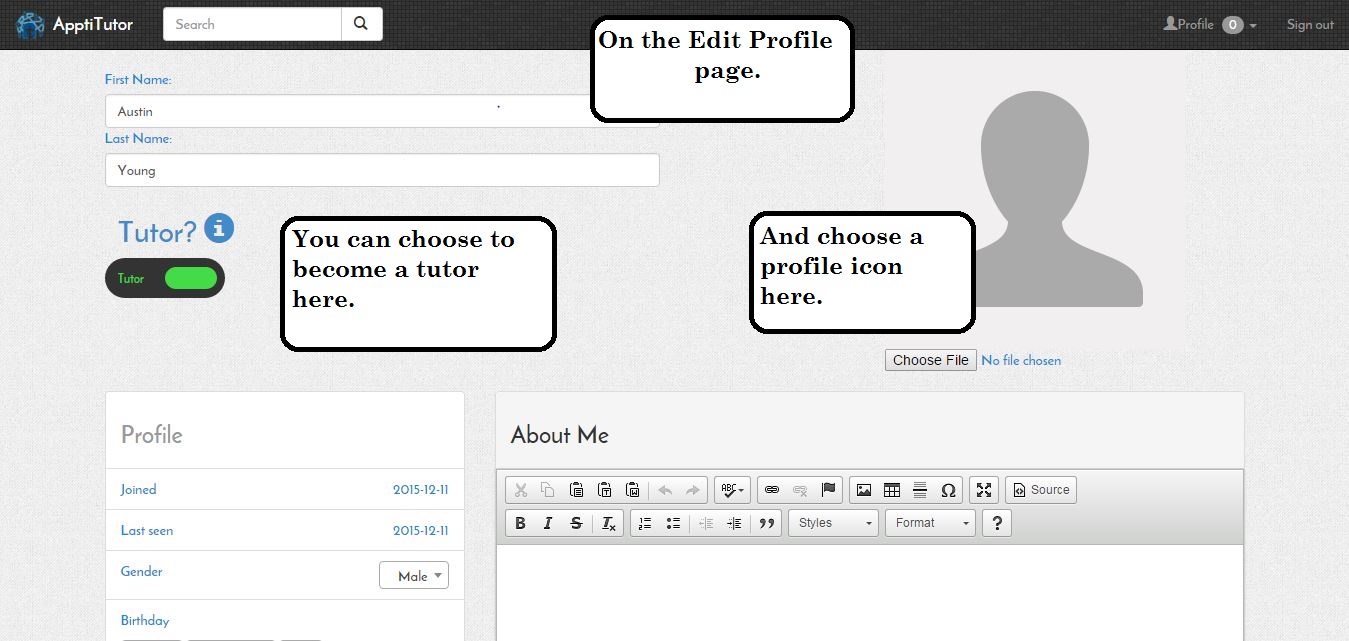 ApptiTutor
Search
Profile 0
Sign out
On the Edit Profile
page.
First Name:
Austin
Last Name:
Young
Tutor?
Tutor
You can choose to
become a tutor
here.
And choose a
profile icon
here.
Choose File No file chosen
Profile
Joined 2015-12-11
Last seen 2015-12-11
Gender Male
Birthday
About Me
ABC
Ω
Source
B I S Tx
Styles
Format
?